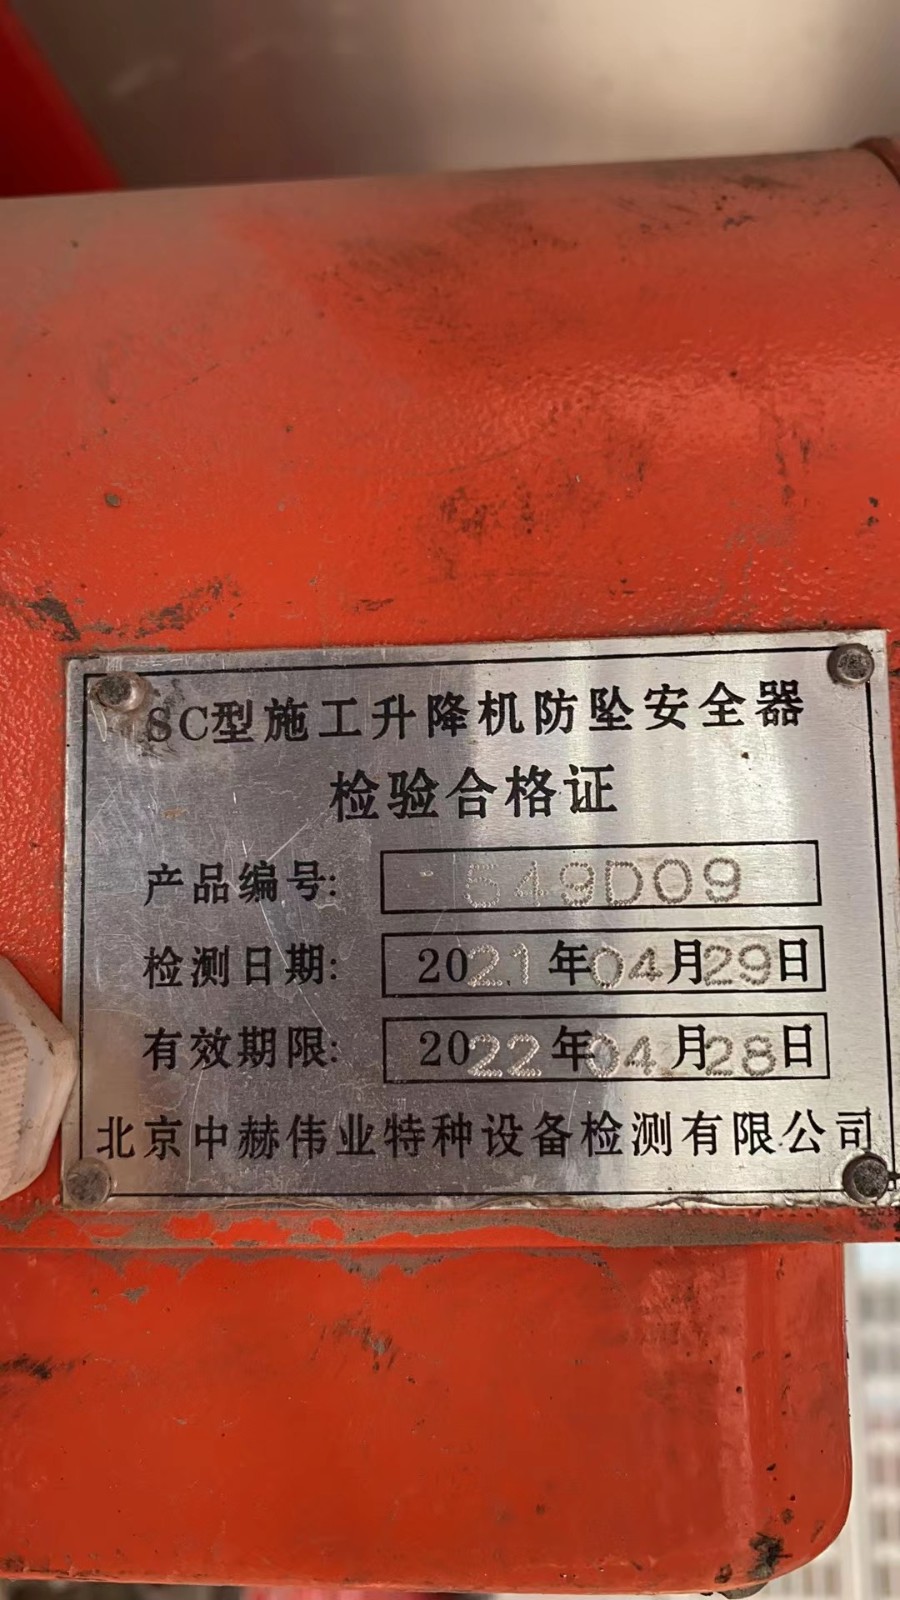 SC型施工升降机防坠安全器
检验合格证
产品编号: S49D09
检测日期: 2021年04月29日
有效期限: 2022年04月28日
北京中赫伟业特种设备检测有限公司